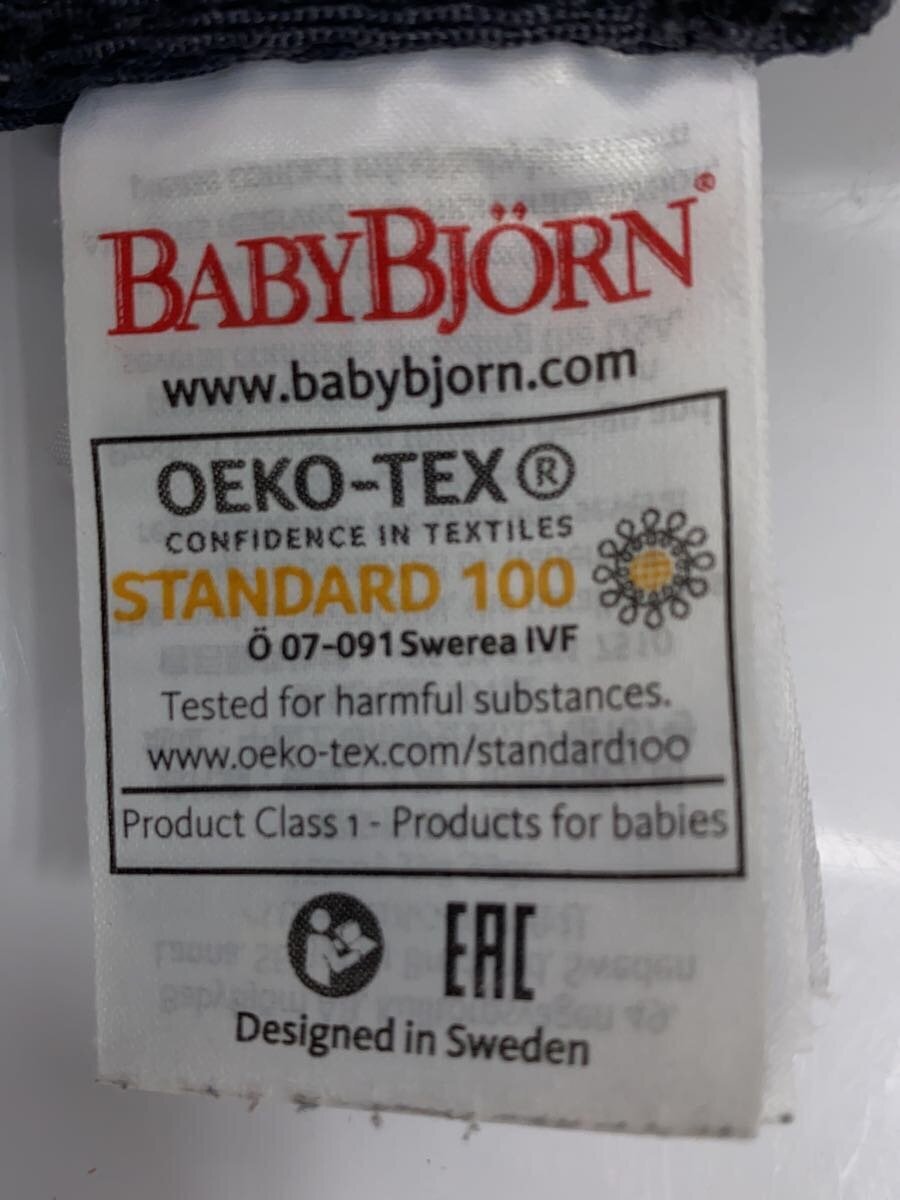 BABYBJÖRN®
www.babybjorn.com
OEKO-TEX®
CONFIDENCE IN TEXTILES
STANDARD 100
Ö 07-091 Swerea IVF
Tested for harmful substances.
www.oeko-tex.com/standard100
Product Class 1 - Products for babies
EAC
Designed in Sweden